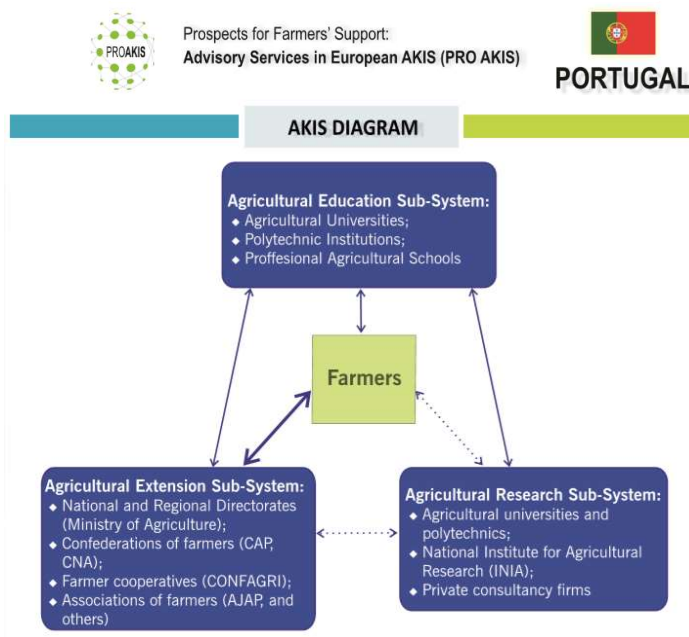 PROAKIS
Prospects for Farmers' Support:
Advisory Services in European AKIS (PRO AKIS)
PORTUGAL
AKIS DIAGRAM
Agricultural Education Sub-System:
◆ Agricultural Universities;
◆ Polytechnic Institutions;
◆ Proffesional Agricultural Schools
Farmers
Agricultural Extension Sub-System:
◆ National and Regional Directorates
(Ministry of Agriculture);
◆ Confederations of farmers (CAP,
CNA);
◆ Farmer cooperatives (CONFAGRI);
◆ Associations of farmers (AJAP, and
others)
Agricultural Research Sub-System:
◆ Agricultural universities and
polytechnics;
◆ National Institute for Agricultural
Research (INIA);
◆ Private consultancy firms